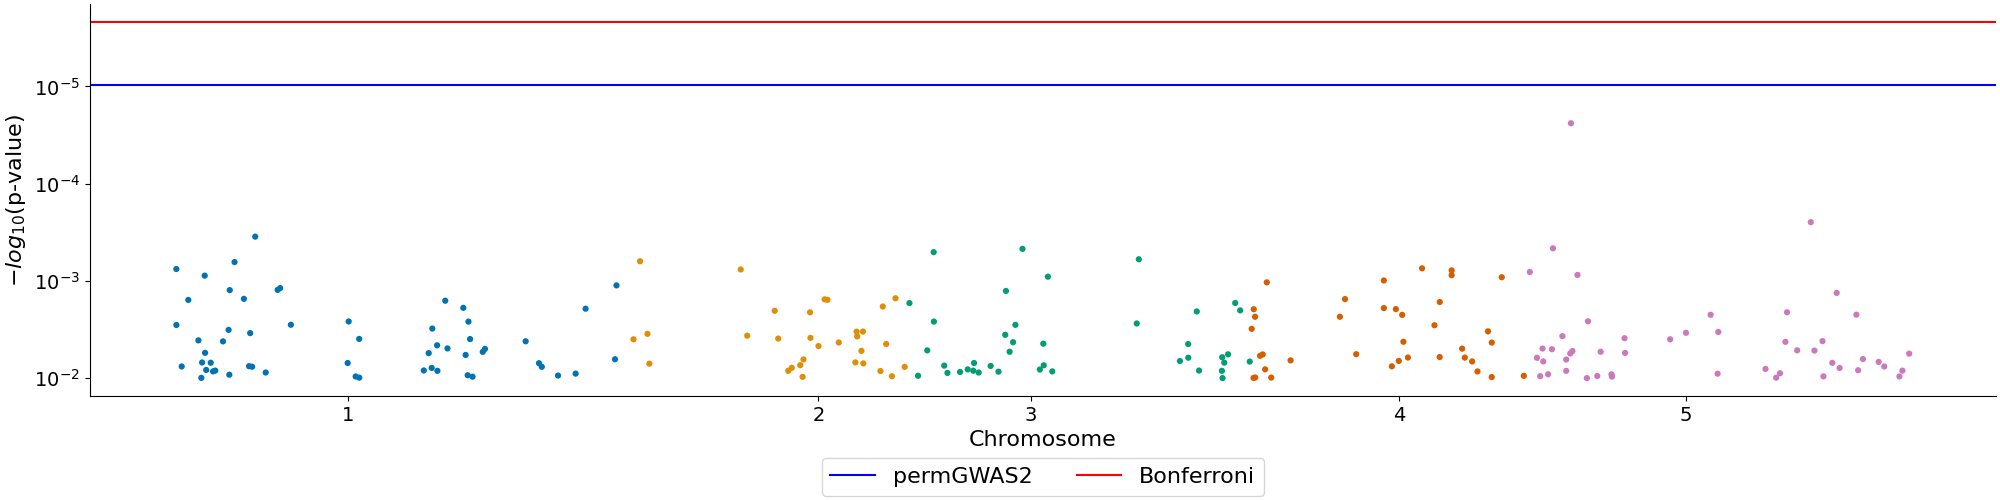 −log₁₀(p-value)
10⁻⁵
10⁻⁴
10⁻³
10⁻²
1 2 3 4 5
Chromosome
permGWAS2 Bonferroni